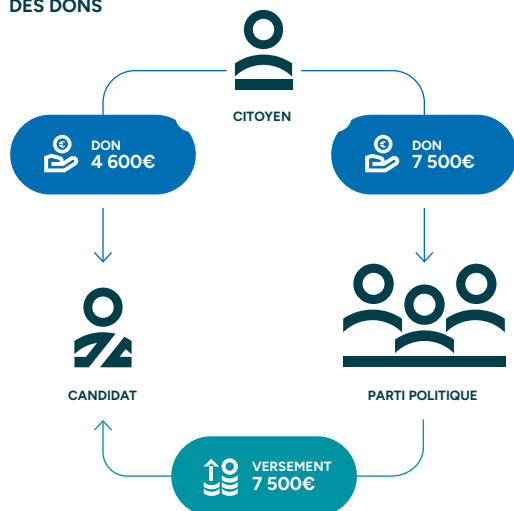 DES DONS
CITOYEN
DON
4 600€
DON
7 500€
CANDIDAT
PARTI POLITIQUE
VERSEMENT
7 500€